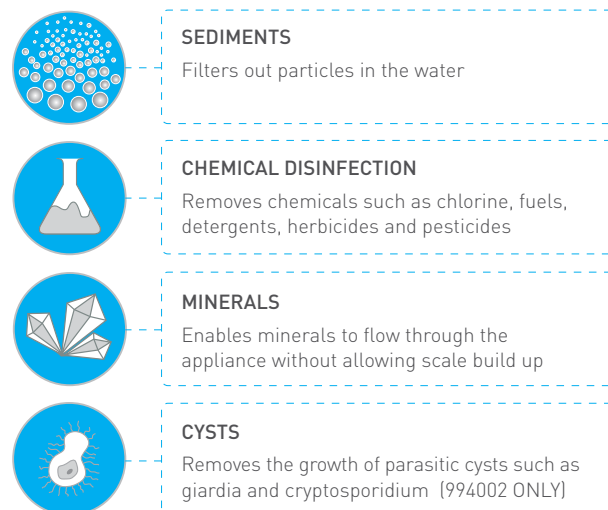 SEDIMENTS
Filters out particles in the water
CHEMICAL DISINFECTION
Removes chemicals such as chlorine, fuels,
detergents, herbicides and pesticides
MINERALS
Enables minerals to flow through the
appliance without allowing scale build up
CYSTS
Removes the growth of parasitic cysts such as
giardia and cryptosporidium (994002 ONLY)